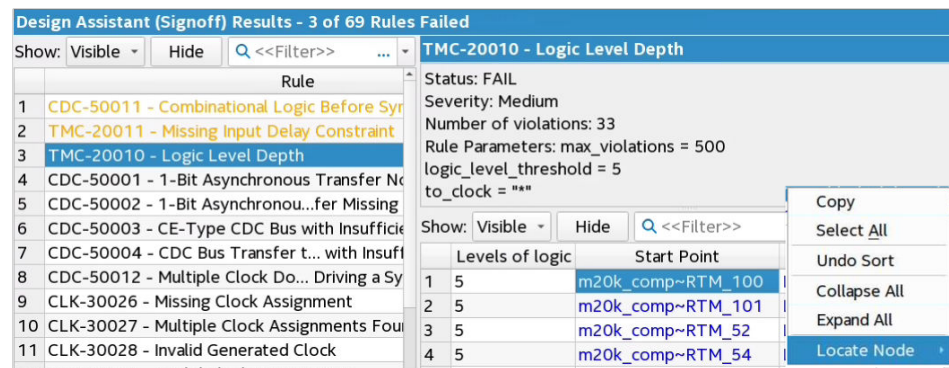 Design Assistant (Signoff) Results - 3 of 69 Rules Failed
Show: Visible Hide <<Filter>> ...
Rule
1 CDC-50011 - Combinational Logic Before Syr
2 TMC-20011 - Missing Input Delay Constraint
3 TMC-20010 - Logic Level Depth
4 CDC-50001 - 1-Bit Asynchronous Transfer No
5 CDC-50002 - 1-Bit Asynchronou...fer Missing
6 CDC-50003 - CE-Type CDC Bus with Insufficie
7 CDC-50004 - CDC Bus Transfer t... with Insuff
8 CDC-50012 - Multiple Clock Do... Driving a Sy
9 CLK-30026 - Missing Clock Assignment
10 CLK-30027 - Multiple Clock Assignments Four
11 CLK-30028 - Invalid Generated Clock
TMC-20010 - Logic Level Depth
Status: FAIL
Severity: Medium
Number of violations: 33
Rule Parameters: max_violations = 500
logic_level_threshold = 5
to_clock = "*"
Show: Visible Hide <<Filter>>
Levels of logic Start Point
1 5 m20k_comp~RTM_100
2 5 m20k_comp~RTM_101
3 5 m20k_comp~RTM_52
4 5 m20k_comp~RTM_54
Copy
Select All
Undo Sort
Collapse All
Expand All
Locate Node